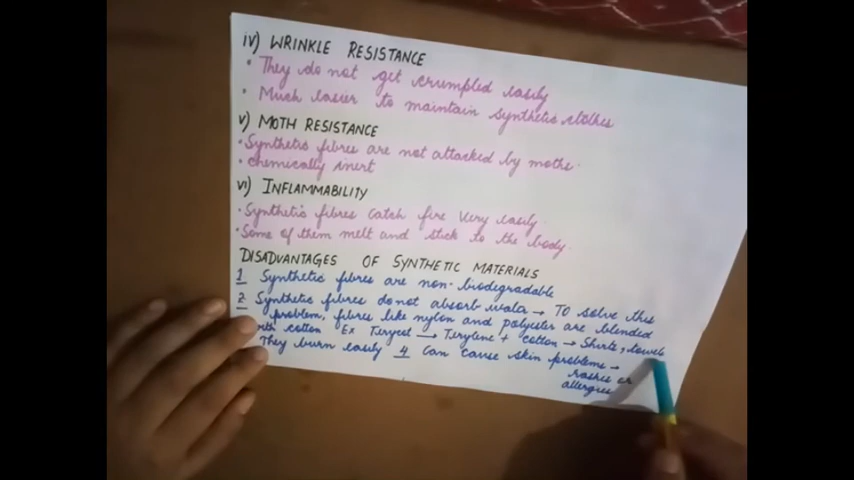 iv) WRINKLE RESISTANCE
• They do not get crumpled easily
• Much easier to maintain synthetic clothes
v) MOTH RESISTANCE
• Synthetic fibres are not attacked by moths.
• chemically inert
vi) INFLAMMABILITY
• Synthetic fibres catch fire very easily.
• Some of them melt and stick to the body.
DISADVANTAGES OF SYNTHETIC MATERIALS
1 Synthetic fibres are non-biodegradable
2 Synthetic fibres do not absorb water → To solve this
problem, fibres like nylon and polyester are blended
with cotton Ex Terycot → Terylene + cotton → Shirts, towels
They burn easily 4 Can cause skin problems →
rashes or
allergies